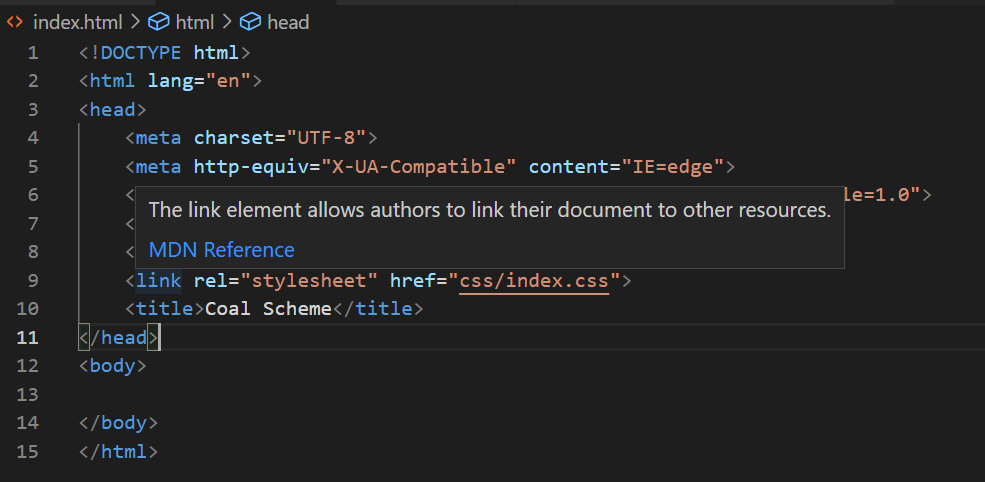 index.html > html > head
1 <!DOCTYPE html>
2 <html lang="en">
3 <head>
4 <meta charset="UTF-8">
5 <meta http-equiv="X-UA-Compatible" content="IE=edge">
6 < le=1.0">
The link element allows authors to link their document to other resources.
7 <
8 <
MDN Reference
9 <link rel="stylesheet" href="css/index.css">
10 <title>Coal Scheme</title>
11 </head>
12 <body>
13
14 </body>
15 </html>